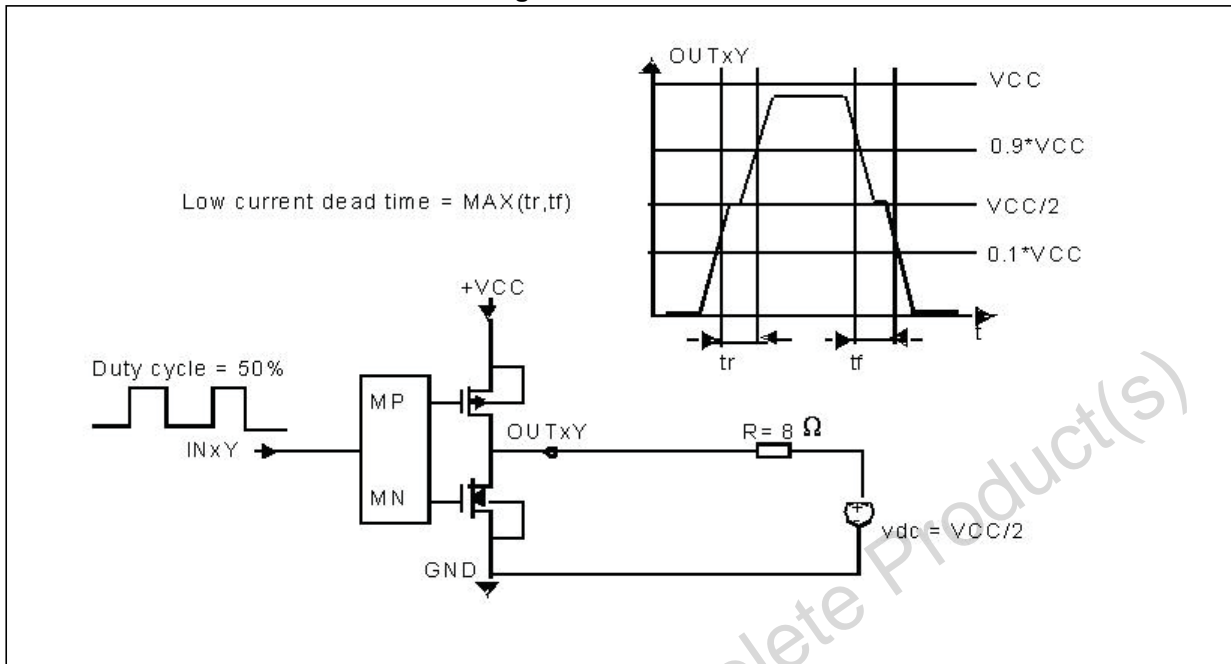 OUTxY
VCC
0.9*VCC
Low current dead time = MAX(tr,tf)
VCC/2
0.1*VCC
+VCC
t
tr
tf
Duty cycle = 50%
MP
OUTxY
R= 8 Ω
INxY
MN
+
-
vdc = VCC/2
GND
lete Product(s)